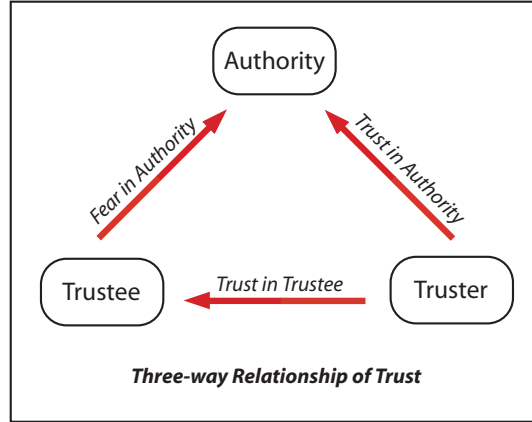 Authority
Fear in Authority
Trust in Authority
Trustee
Trust in Trustee
Truster
Three-way Relationship of Trust